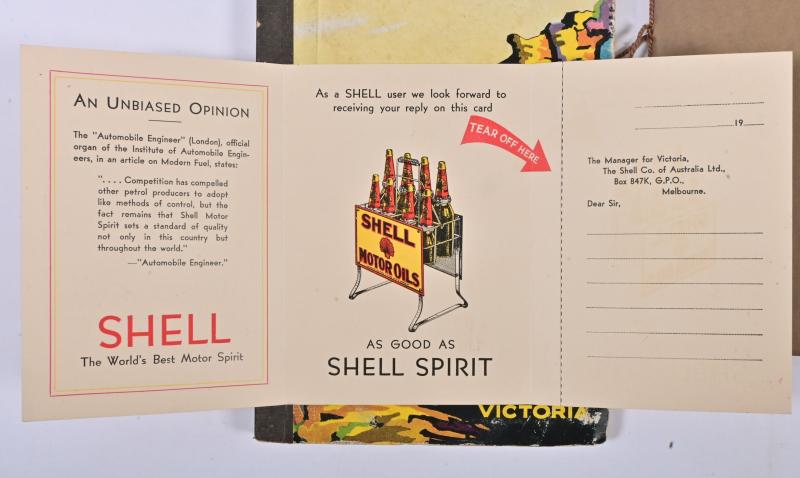 AN UNBIASED OPINION
The "Automobile Engineer" (London), official
organ of the Institute of Automobile Engin-
eers, in an article on Modern Fuel, states:
". . . . Competition has compelled
other petrol producers to adopt
like methods of control, but the
fact remains that Shell Motor
Spirit sets a standard of quality
not only in this country but
throughout the world."
—"Automobile Engineer."
SHELL
The World's Best Motor Spirit
As a SHELL user we look forward to
receiving your reply on this card
TEAR OFF HERE
SHELL
MOTOR OILS
AS GOOD AS
SHELL SPIRIT
19
The Manager for Victoria,
The Shell Co. of Australia Ltd.,
Box 847K, G.P.O.,
Melbourne.
Dear Sir,
VICTORIA